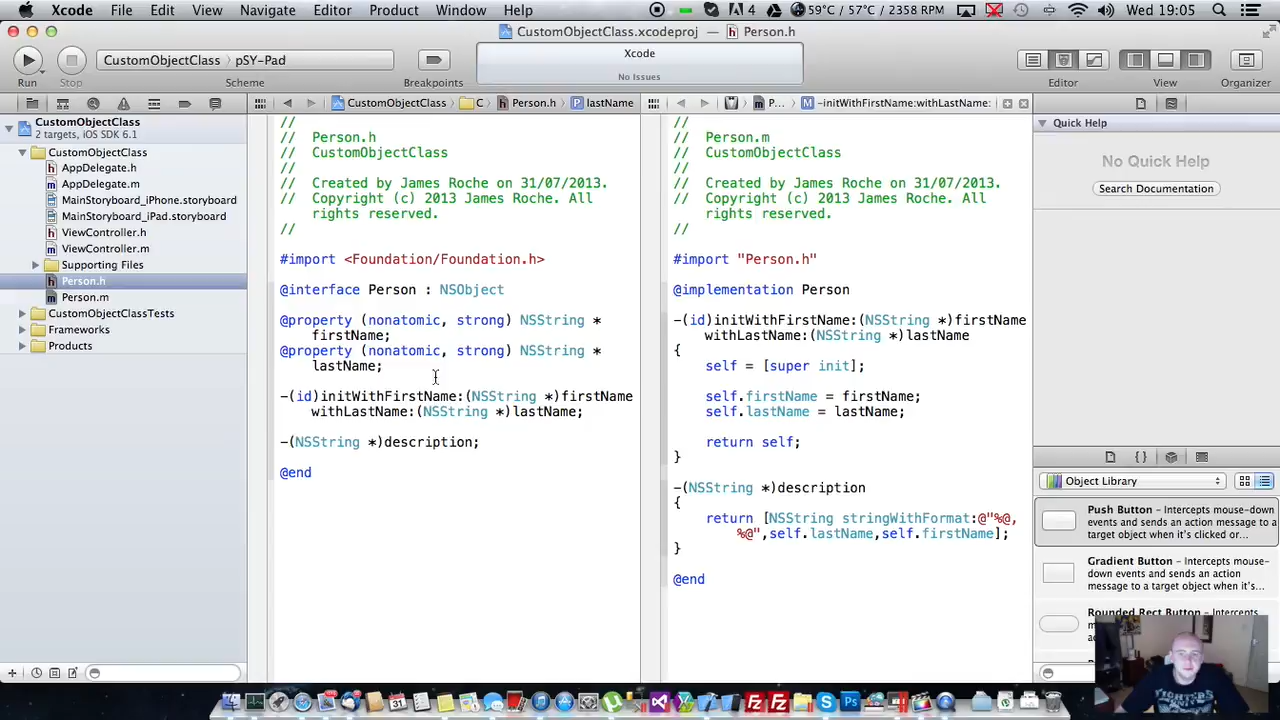 Xcode File Edit View Navigate Editor Product Window Help 4 59°C / 57°C / 2358 RPM Wed 19:05
CustomObjectClass.xcodeproj — Person.h
CustomObjectClass pSY-Pad
Xcode
No Issues
Run Stop Scheme Breakpoints Editor View Organizer
CustomObjectClass
2 targets, iOS SDK 6.1
CustomObjectClass
AppDelegate.h
AppDelegate.m
MainStoryboard_iPhone.storyboard
MainStoryboard_iPad.storyboard
ViewController.h
ViewController.m
Supporting Files
Person.h
Person.m
CustomObjectClassTests
Frameworks
Products
CustomObjectClass C Person.h P lastName
//
// Person.h
// CustomObjectClass
//
// Created by James Roche on 31/07/2013.
// Copyright (c) 2013 James Roche. All
rights reserved.
//
#import <Foundation/Foundation.h>
@interface Person : NSObject
@property (nonatomic, strong) NSString *
firstName;
@property (nonatomic, strong) NSString *
lastName;
-(id)initWithFirstName:(NSString *)firstName
withLastName:(NSString *)lastName;
-(NSString *)description;
@end
P... M -initWithFirstName:withLastName:
//
// Person.m
// CustomObjectClass
//
// Created by James Roche on 31/07/2013.
// Copyright (c) 2013 James Roche. All
rights reserved.
//
#import "Person.h"
@implementation Person
-(id)initWithFirstName:(NSString *)firstName
withLastName:(NSString *)lastName
{
self = [super init];
self.firstName = firstName;
self.lastName = lastName;
return self;
}
-(NSString *)description
{
return [NSString stringWithFormat:@"%@,
%@",self.lastName,self.firstName];
}
@end
Quick Help
No Quick Help
Search Documentation
Object Library
Push Button - Intercepts mouse-down
events and sends an action message to a
target object when it's clicked or...
Gradient Button - Intercepts mouse-
down events and sends an action
message to a target object when it's...
Rounded Rect Button - Intercepts
FIGHTERS